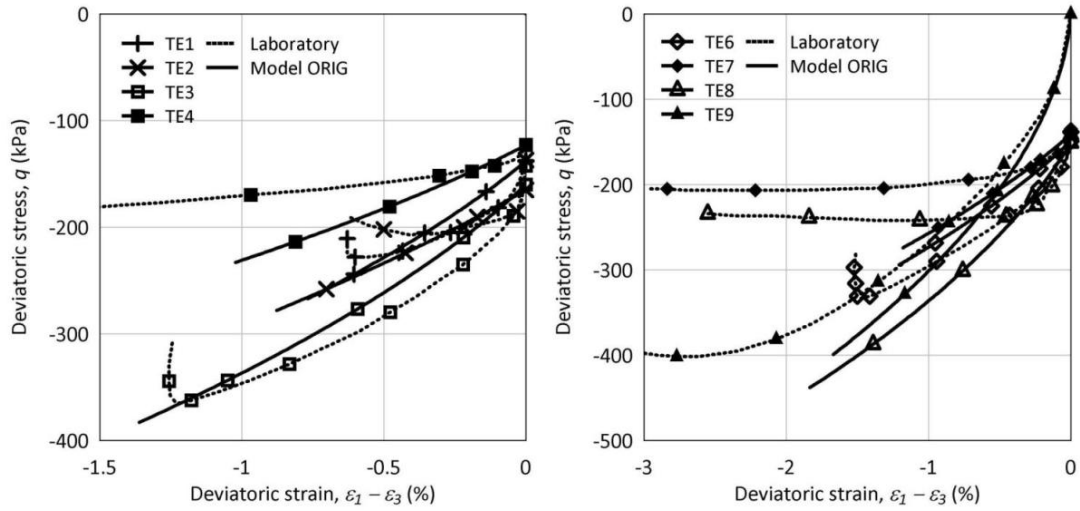 0
-100
-200
-300
-400
-1.5
-1
-0.5
0
Deviatoric stress, q (kPa)
Deviatoric strain, ε1 – ε3 (%)
TE1
TE2
TE3
TE4
Laboratory
Model ORIG
0
-100
-200
-300
-400
-500
-3
-2
-1
0
Deviatoric stress, q (kPa)
Deviatoric strain, ε1 – ε3 (%)
TE6
TE7
TE8
TE9
Laboratory
Model ORIG